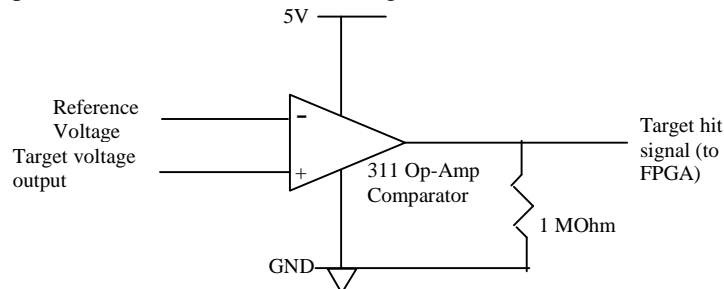 5V
Reference
Voltage
Target voltage
output
-
+
311 Op-Amp
Comparator
Target hit
signal (to
FPGA)
1 MOhm
GND